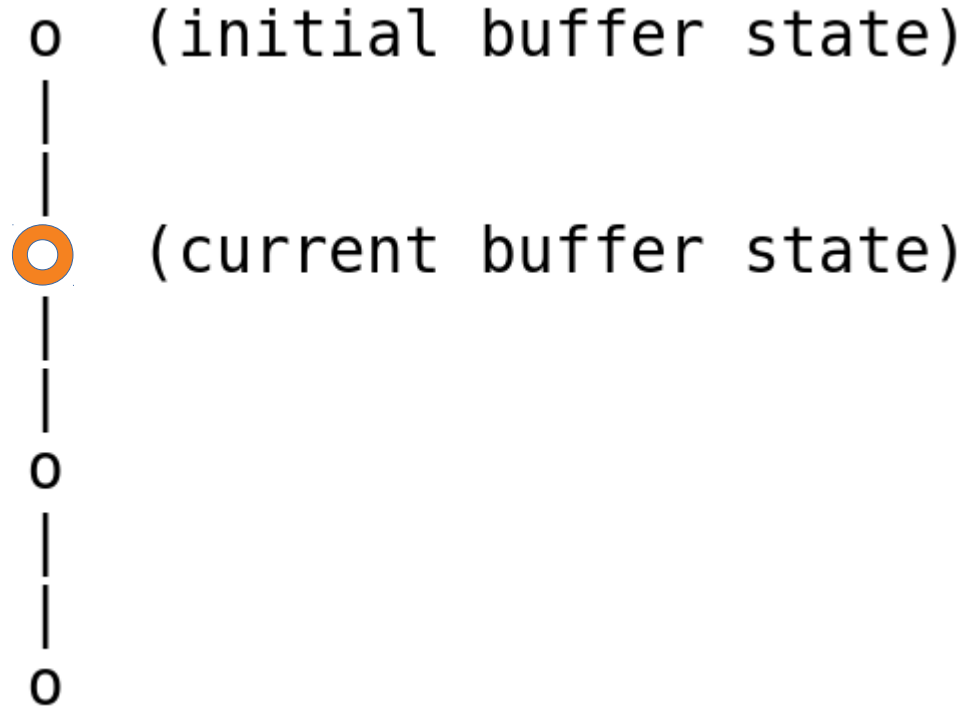 o (initial buffer state)
|
|
(current buffer state)
|
|
o
|
|
o